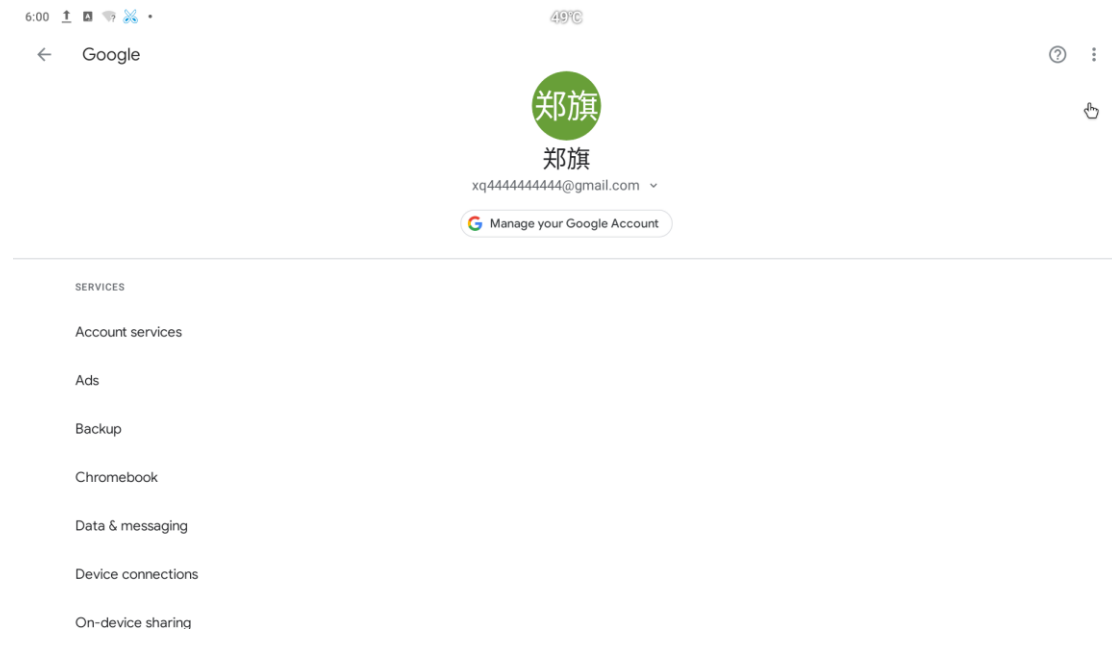 6:00 49°C
Google
郑旗
郑旗
xq4444444444@gmail.com
Manage your Google Account
SERVICES
Account services
Ads
Backup
Chromebook
Data & messaging
Device connections
On-device sharing